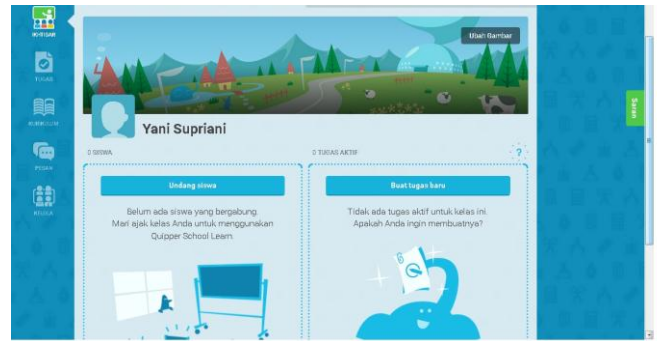 IKHTISAR
TUGAS
KURIKULUM
PESAN
KELOLA
Ubah Gambar
Yani Supriani
0 SISWA
0 TUGAS AKTIF
?
Undang siswa
Belum ada siswa yang bergabung.
Mari ajak kelas Anda untuk menggunakan
Quipper School Learn.
Buat tugas baru
Tidak ada tugas aktif untuk kelas ini.
Apakah Anda ingin membuatnya?
Saran